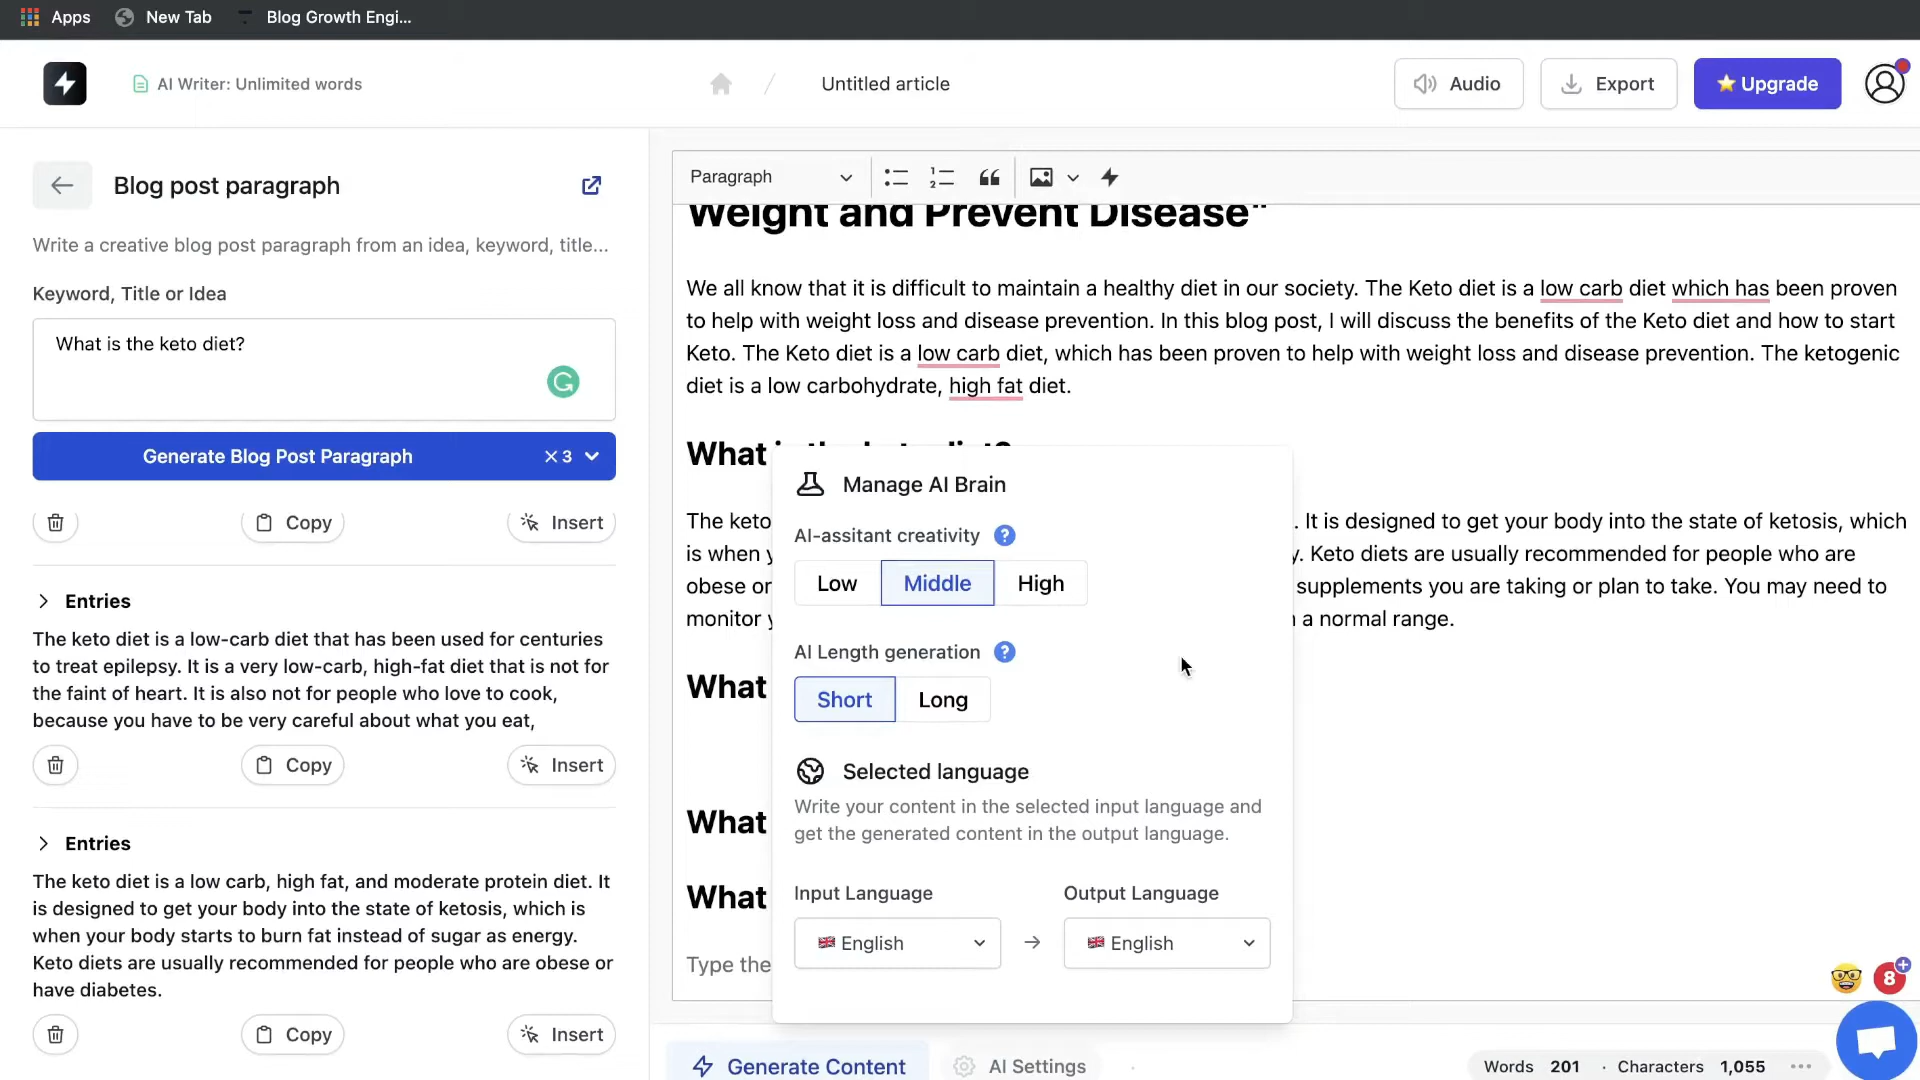 Apps
New Tab
Blog Growth Engi...
AI Writer: Unlimited words
Untitled article
Audio
Export
Upgrade
Blog post paragraph
Write a creative blog post paragraph from an idea, keyword, title...
Keyword, Title or Idea
What is the keto diet?
Generate Blog Post Paragraph
×3
Copy
Insert
Entries
The keto diet is a low-carb diet that has been used for centuries
to treat epilepsy. It is a very low-carb, high-fat diet that is not for
the faint of heart. It is also not for people who love to cook,
because you have to be very careful about what you eat,
Copy
Insert
Entries
The keto diet is a low carb, high fat, and moderate protein diet. It
is designed to get your body into the state of ketosis, which is
when your body starts to burn fat instead of sugar as energy.
Keto diets are usually recommended for people who are obese or
have diabetes.
Copy
Insert
Paragraph
Weight and Prevent Disease"
We all know that it is difficult to maintain a healthy diet in our society. The Keto diet is a low carb diet which has been proven
to help with weight loss and disease prevention. In this blog post, I will discuss the benefits of the Keto diet and how to start
Keto. The Keto diet is a low carb diet, which has been proven to help with weight loss and disease prevention. The ketogenic
diet is a low carbohydrate, high fat diet.
What is the keto diet?
The keto
. It is designed to get your body into the state of ketosis, which
is when
y. Keto diets are usually recommended for people who are
obese or
supplements you are taking or plan to take. You may need to
monitor
a normal range.
What
What
What
Type the
Manage AI Brain
AI-assitant creativity
Low
Middle
High
AI Length generation
Short
Long
Selected language
Write your content in the selected input language and
get the generated content in the output language.
Input Language
Output Language
English
English
8
Generate Content
AI Settings
Words 201 · Characters 1,055